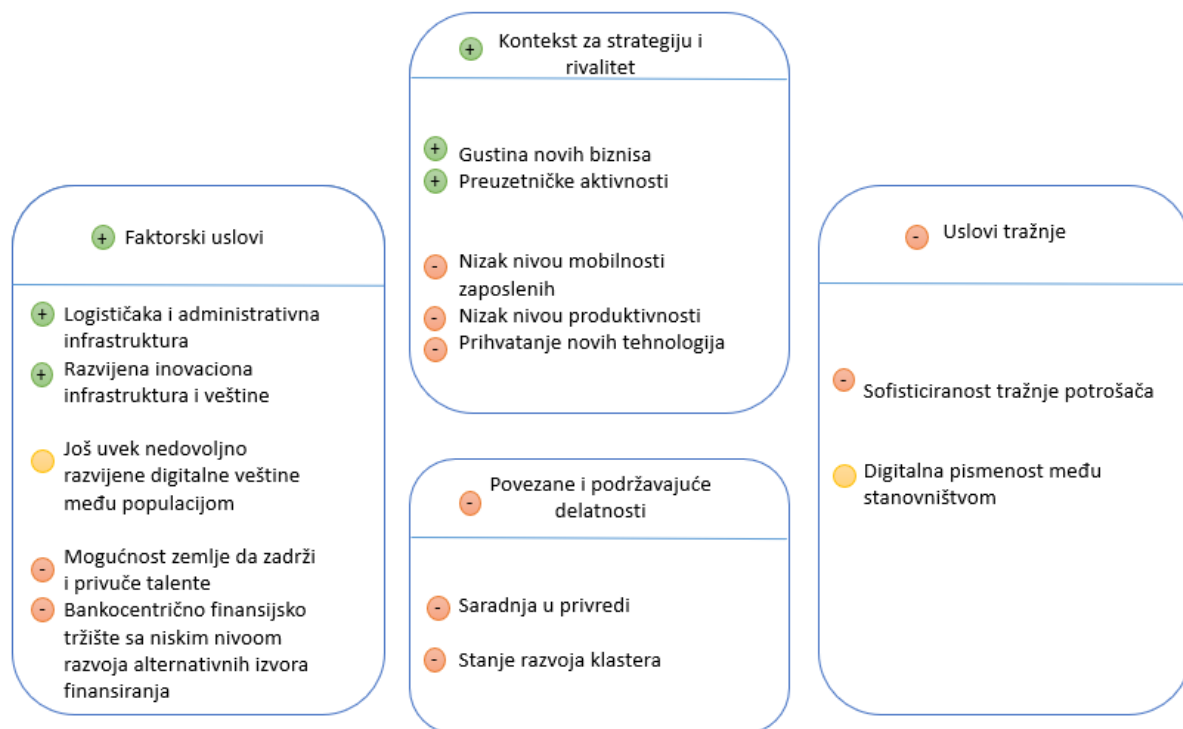 + Kontekst za strategiju i
rivalitet
+ Gustina novih biznisa
+ Preuzetničke aktivnosti
- Nizak nivou mobilnosti
zaposlenih
- Nizak nivou produktivnosti
- Prihvatanje novih tehnologija
+ Faktorski uslovi
+ Logističaka i administrativna
infrastruktura
+ Razvijena inovaciona
infrastruktura i veštine
Još uvek nedovoljno
razvijene digitalne veštine
među populacijom
- Mogućnost zemlje da zadrži
i privuče talente
- Bankocentrično finansijsko
tržište sa niskim nivoom
razvoja alternativnih izvora
finansiranja
- Povezane i podržavajuće
delatnosti
- Saradnja u privredi
- Stanje razvoja klastera
- Uslovi tražnje
- Sofisticiranost tražnje potrošača
Digitalna pismenost među
stanovništvom